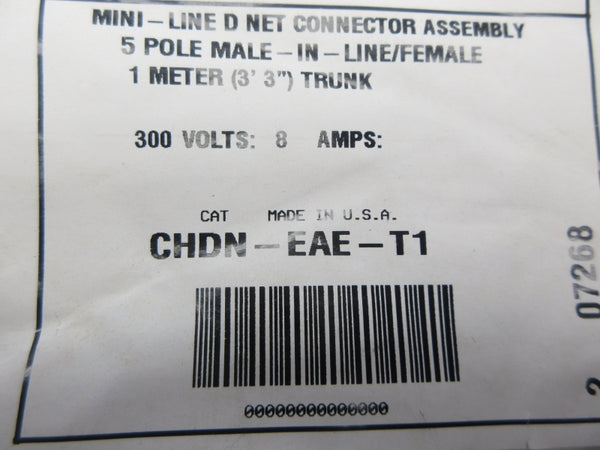 MINI-LINE D NET CONNECTOR ASSEMBLY
5 POLE MALE-IN-LINE/FEMALE
1 METER (3' 3") TRUNK
300 VOLTS: 8 AMPS:
CAT MADE IN U.S.A.
CHDN-EAE-T1
00000000000000
2 07268